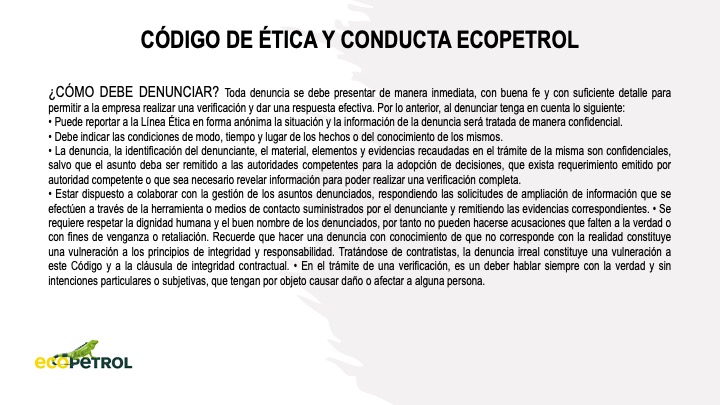 CÓDIGO DE ÉTICA Y CONDUCTA ECOPETROL
¿CÓMO DEBE DENUNCIAR? Toda denuncia se debe presentar de manera inmediata, con buena fe y con suficiente detalle para
permitir a la empresa realizar una verificación y dar una respuesta efectiva. Por lo anterior, al denunciar tenga en cuenta lo siguiente:
• Puede reportar a la Línea Ética en forma anónima la situación y la información de la denuncia será tratada de manera confidencial.
• Debe indicar las condiciones de modo, tiempo y lugar de los hechos o del conocimiento de los mismos.
• La denuncia, la identificación del denunciante, el material, elementos y evidencias recaudadas en el trámite de la misma son confidenciales,
salvo que el asunto deba ser remitido a las autoridades competentes para la adopción de decisiones, que exista requerimiento emitido por
autoridad competente o que sea necesario revelar información para poder realizar una verificación completa.
• Estar dispuesto a colaborar con la gestión de los asuntos denunciados, respondiendo las solicitudes de ampliación de información que se
efectúen a través de la herramienta o medios de contacto suministrados por el denunciante y remitiendo las evidencias correspondientes. • Se
requiere respetar la dignidad humana y el buen nombre de los denunciados, por tanto no pueden hacerse acusaciones que falten a la verdad o
con fines de venganza o retaliación. Recuerde que hacer una denuncia con conocimiento de que no corresponde con la realidad constituye
una vulneración a los principios de integridad y responsabilidad. Tratándose de contratistas, la denuncia irreal constituye una vulneración a
este Código y a la cláusula de integridad contractual. • En el trámite de una verificación, es un deber hablar siempre con la verdad y sin
intenciones particulares o subjetivas, que tengan por objeto causar daño o afectar a alguna persona.
ecoPETROL